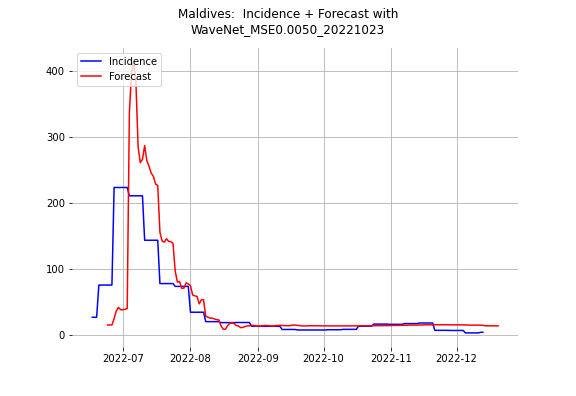 Maldives:  Incidence + Forecast with
WaveNet_MSE0.0050_20221023
Incidence
Forecast
400
300
200
100
0
2022-07 2022-08 2022-09 2022-10 2022-11 2022-12